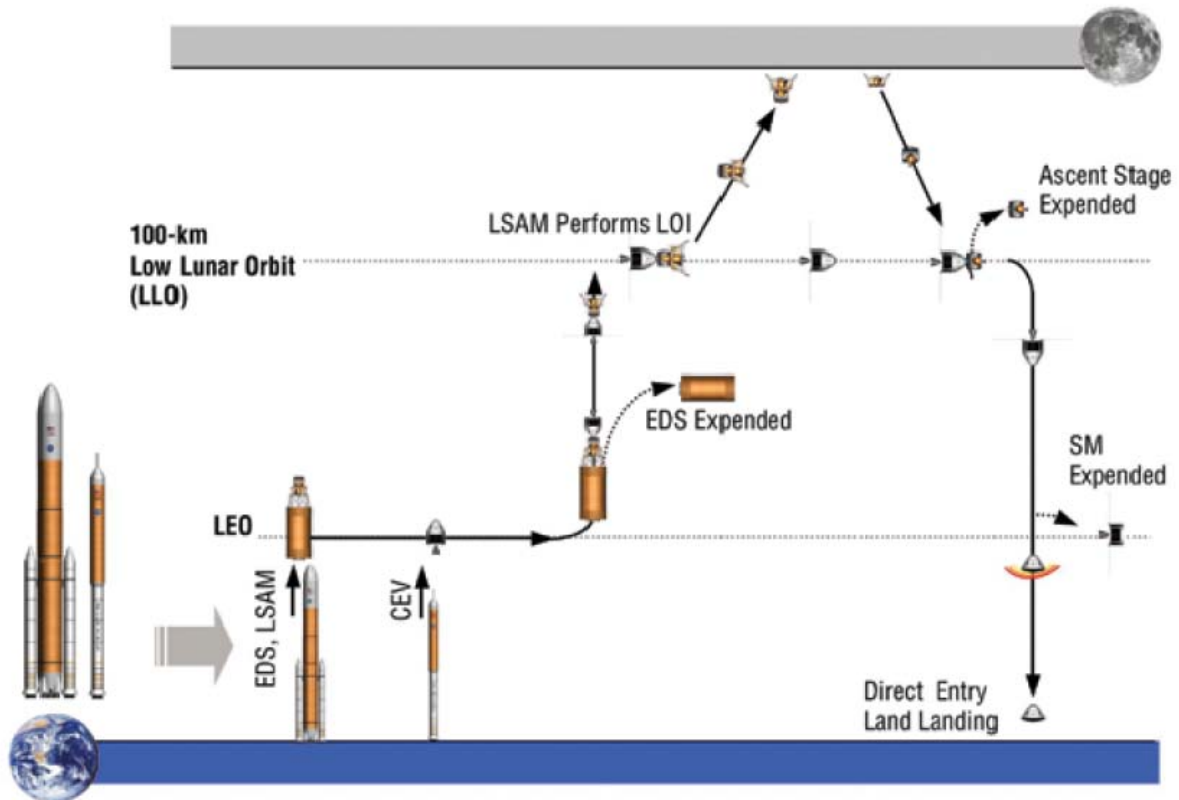 LSAM Performs LOI
Ascent Stage
Expended
100-km
Low Lunar Orbit
(LLO)
EDS Expended
SM
Expended
LEO
EDS, LSAM
CEV
Direct Entry
Land Landing